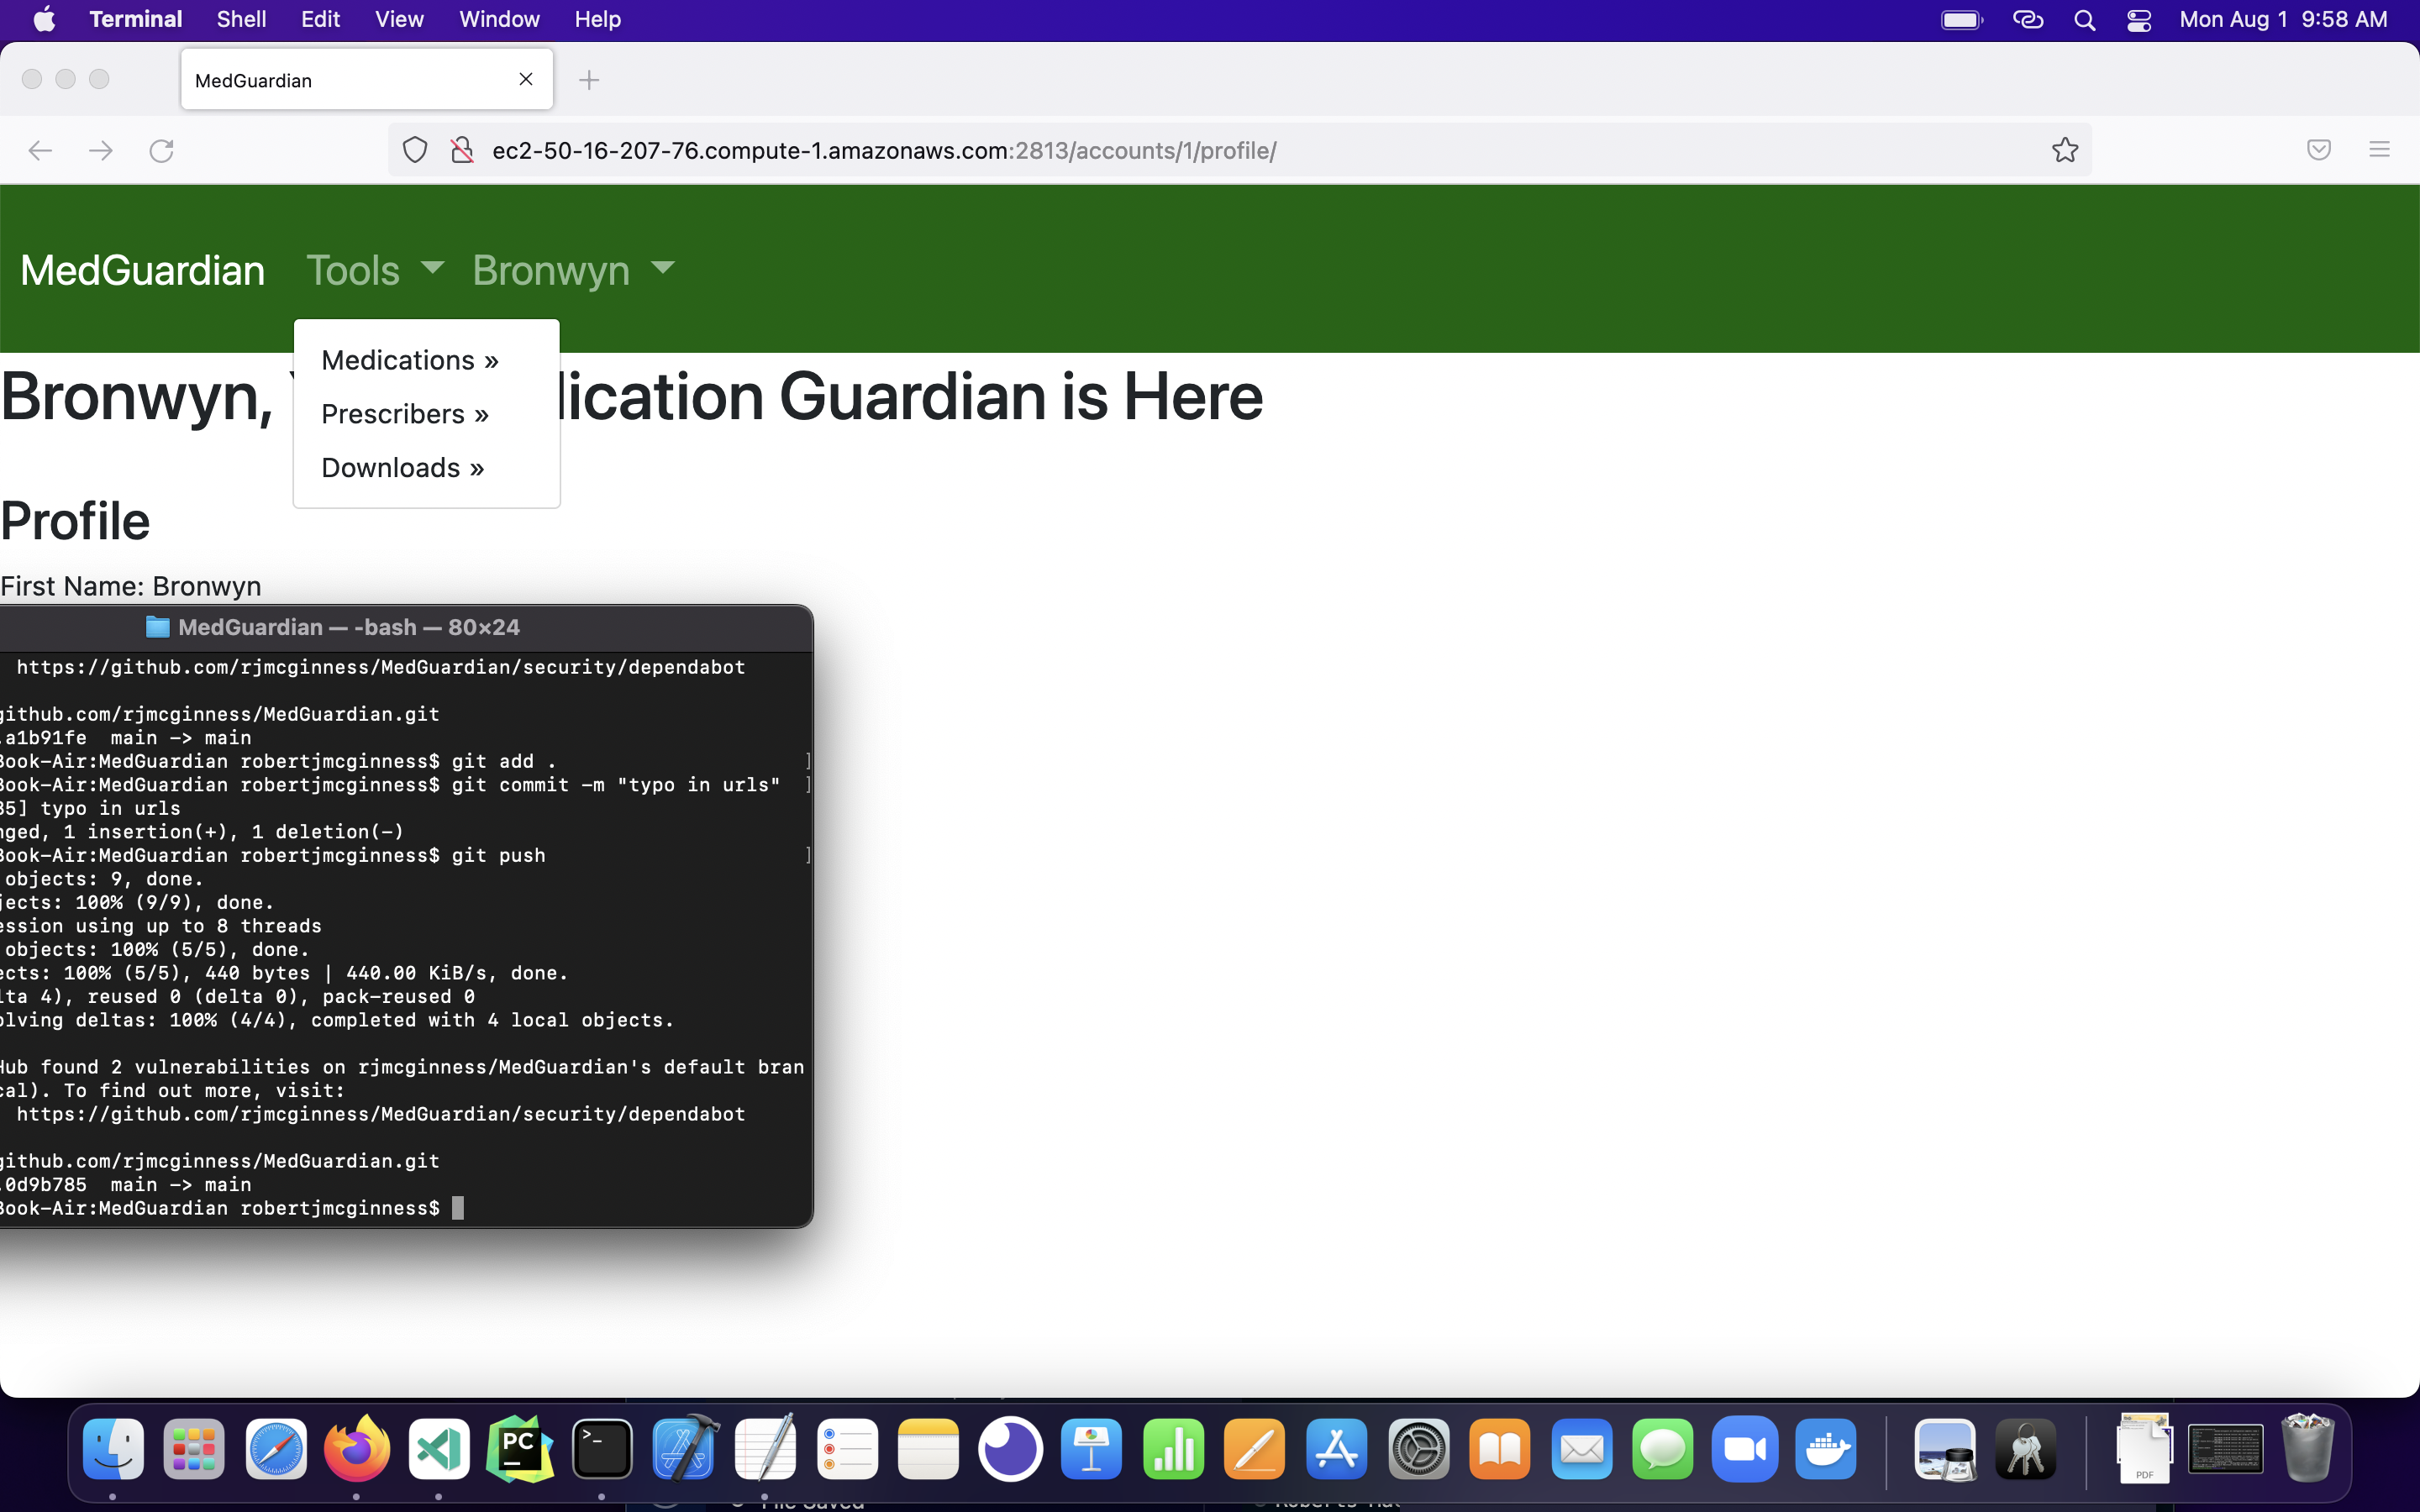 Terminal Shell Edit View Window Help Mon Aug 1 9:58 AM
MedGuardian
ec2-50-16-207-76.compute-1.amazonaws.com:2813/accounts/1/profile/
MedGuardian Tools Bronwyn
Medications »
Prescribers »
Downloads »
Bronwyn, lication Guardian is Here
Profile
First Name: Bronwyn
MedGuardian — -bash — 80×24
https://github.com/rjmcginness/MedGuardian/security/dependabot
github.com/rjmcginness/MedGuardian.git
.a1b91fe main -> main
Book-Air:MedGuardian robertjmcginness$ git add . ]
Book-Air:MedGuardian robertjmcginness$ git commit -m "typo in urls" ]
85] typo in urls
nged, 1 insertion(+), 1 deletion(-)
Book-Air:MedGuardian robertjmcginness$ git push ]
objects: 9, done.
jects: 100% (9/9), done.
ession using up to 8 threads
objects: 100% (5/5), done.
ects: 100% (5/5), 440 bytes | 440.00 KiB/s, done.
lta 4), reused 0 (delta 0), pack-reused 0
olving deltas: 100% (4/4), completed with 4 local objects.
Hub found 2 vulnerabilities on rjmcginness/MedGuardian's default bran
cal). To find out more, visit:
https://github.com/rjmcginness/MedGuardian/security/dependabot
github.com/rjmcginness/MedGuardian.git
.0d9b785 main -> main
Book-Air:MedGuardian robertjmcginness$
PC
>_
PDF
File Saved